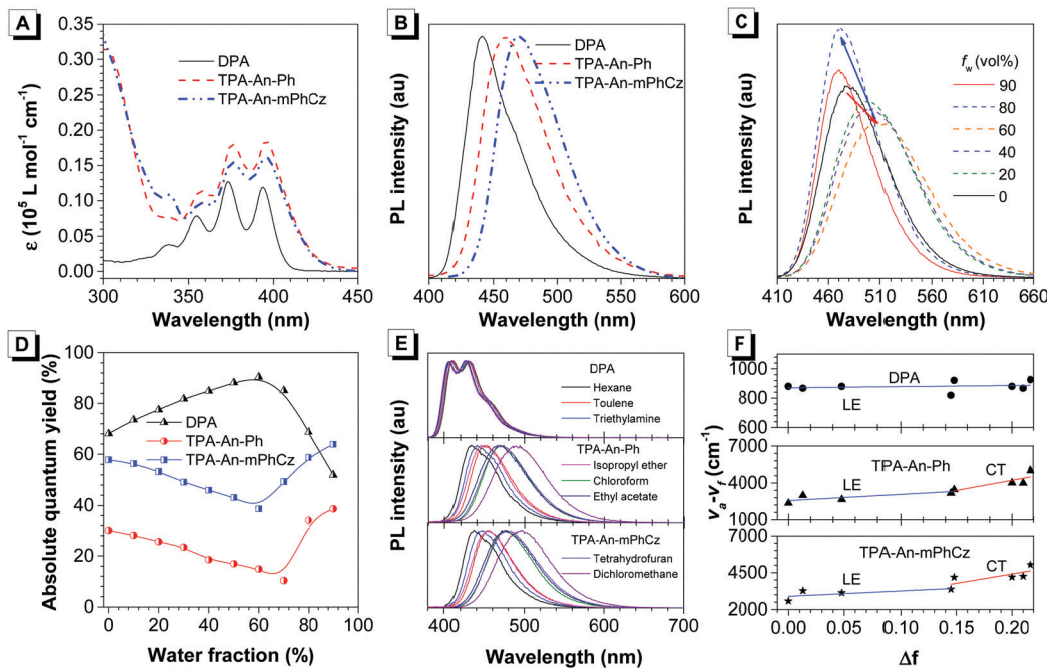 A
0.35
0.30
0.25
0.20
0.15
0.10
0.05
0.00
ε (10⁵ L mol⁻¹ cm⁻¹)
DPA
TPA-An-Ph
TPA-An-mPhCz
300
350
400
450
Wavelength (nm)
B
PL intensity (au)
DPA
TPA-An-Ph
TPA-An-mPhCz
400
450
500
550
600
Wavelength (nm)
C
PL intensity (au)
fw (vol%)
90
80
60
40
20
0
410
460
510
560
610
660
Wavelength (nm)
D
100
80
60
40
20
0
Absolute quantum yield (%)
DPA
TPA-An-Ph
TPA-An-mPhCz
0
20
40
60
80
100
Water fraction (%)
E
PL intensity (au)
DPA
Hexane
Toulene
Triethylamine
TPA-An-Ph
Isopropyl ether
Chloroform
Ethyl acetate
TPA-An-mPhCz
Tetrahydrofuran
Dichloromethane
400
500
600
700
Wavelength (nm)
F
1000
800
600
DPA
LE
7000
5000
3000
1000
TPA-An-Ph
LE
CT
νa-νf (cm⁻¹)
6000
4000
2000
TPA-An-mPhCz
LE
CT
0.00
0.05
0.10
0.15
0.20
Δf